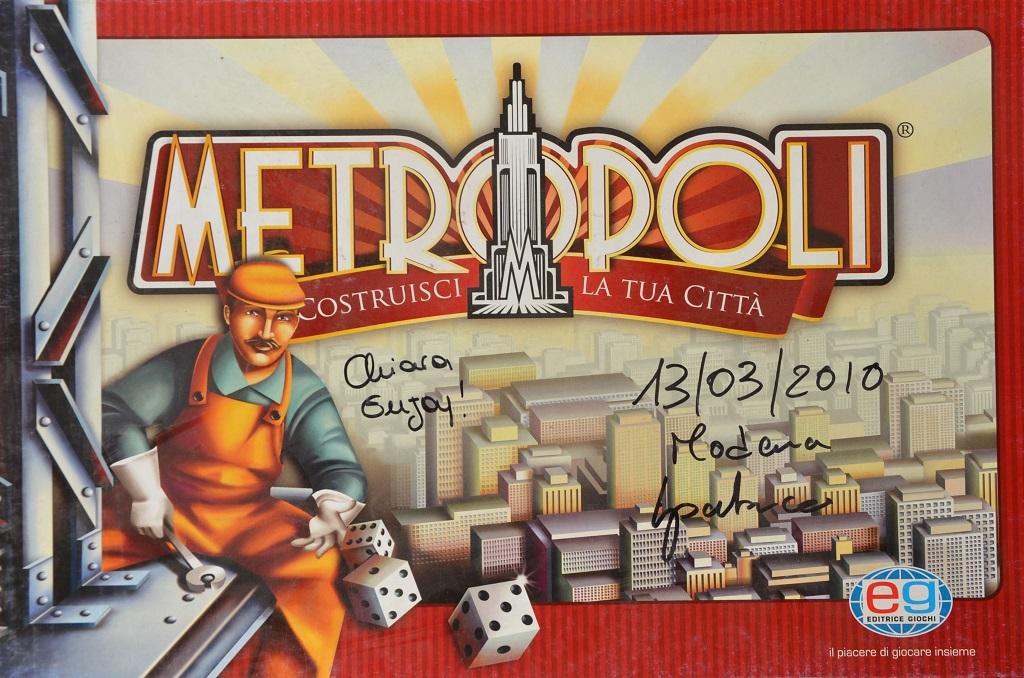 METROPOLI ®
COSTRUISCI LA TUA CITTÀ
Chiara
Enjoy!
13/03/2010
Modena
eg
EDITRICE GIOCHI
il piacere di giocare insieme